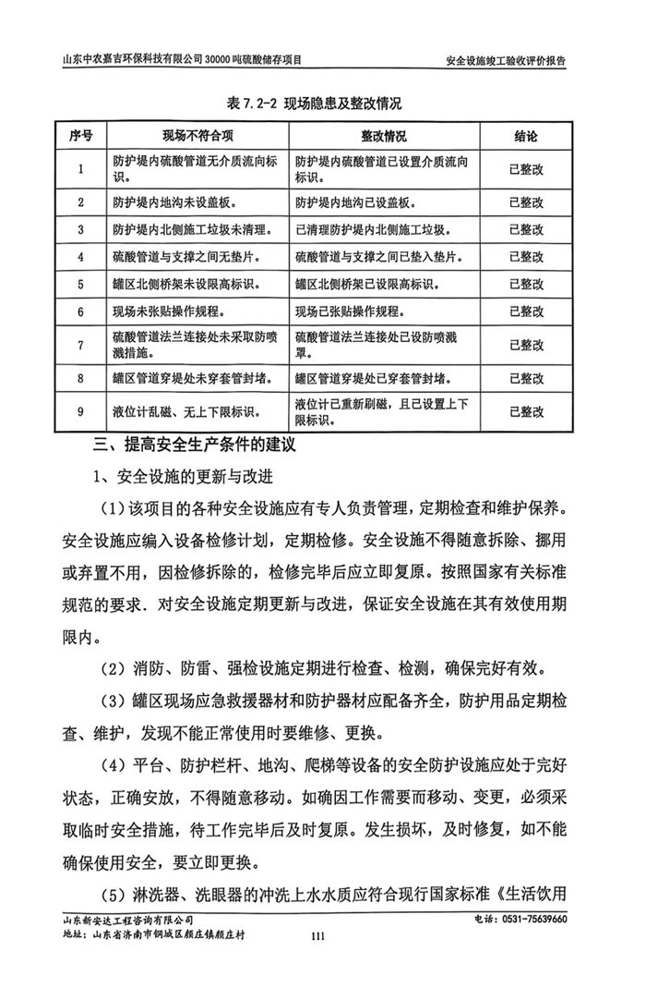 山东中农嘉吉环保科技有限公司30000吨硫酸储存项目 安全设施竣工验收评价报告
表7.2-2 现场隐患及整改情况
序号 现场不符合项 整改情况 结论
1 防护堤内硫酸管道无介质流向标识。 防护堤内硫酸管道已设置介质流向标识。 已整改
2 防护堤内地沟未设盖板。 防护堤内地沟已设盖板。 已整改
3 防护堤内北侧施工垃圾未清理。 已清理防护堤内北侧施工垃圾。 已整改
4 硫酸管道与支撑之间无垫片。 硫酸管道与支撑之间已垫入垫片。 已整改
5 罐区北侧桥架未设限高标识。 罐区北侧桥架已设限高标识。 已整改
6 现场未张贴操作规程。 现场已张贴操作规程。 已整改
7 硫酸管道法兰连接处未采取防喷溅措施。 硫酸管道法兰连接处已设防喷溅罩。 已整改
8 罐区管道穿堤处未穿套管封堵。 罐区管道穿堤处已穿套管封堵。 已整改
9 液位计乱磁、无上下限标识。 液位计已重新刷磁，且已设置上下限标识。 已整改
三、提高安全生产条件的建议
1、安全设施的更新与改进
（1）该项目的各种安全设施应有专人负责管理，定期检查和维护保养。
安全设施应编入设备检修计划，定期检修。安全设施不得随意拆除、挪用
或弃置不用，因检修拆除的，检修完毕后应立即复原。按照国家有关标准
规范的要求．对安全设施定期更新与改进，保证安全设施在其有效使用期
限内。
（2）消防、防雷、强检设施定期进行检查、检测，确保完好有效。
（3）罐区现场应急救援器材和防护器材应配备齐全，防护用品定期检
查、维护，发现不能正常使用时要维修、更换。
（4）平台、防护栏杆、地沟、爬梯等设备的安全防护设施应处于完好
状态，正确安放，不得随意移动。如确因工作需要而移动、变更，必须采
取临时安全措施，待工作完毕后及时复原。发生损坏，及时修复，如不能
确保使用安全，要立即更换。
（5）淋洗器、洗眼器的冲洗上水水质应符合现行国家标准《生活饮用
山东新安达工程咨询有限公司 电话：0531-75639660
地址：山东省济南市钢城区颜庄镇颜庄村 111